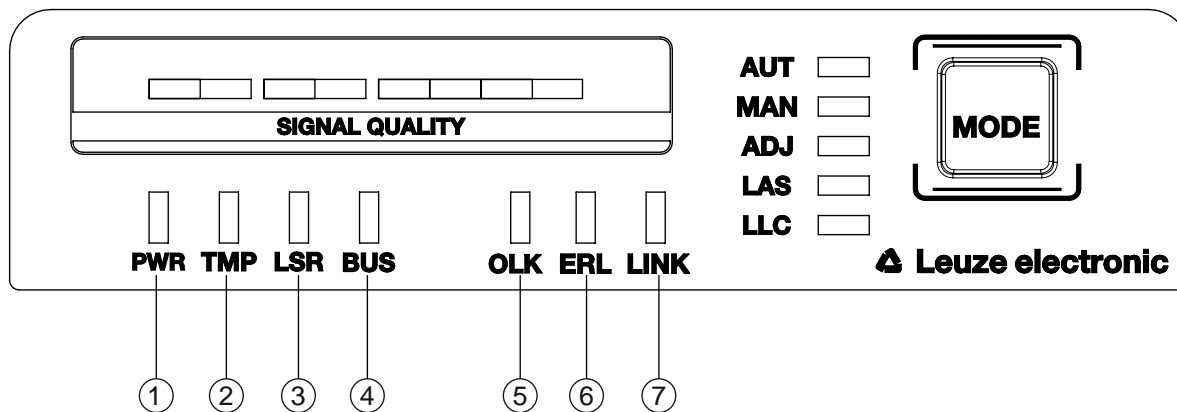 SIGNAL QUALITY
AUT
MAN
ADJ
LAS
LLC
MODE
PWR TMP LSR BUS OLK ERL LINK
Leuze electronic
1 2 3 4 5 6 7